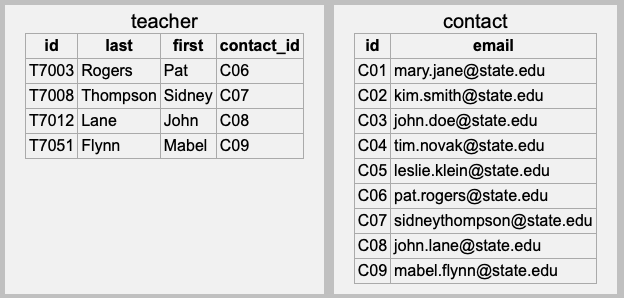 teacher
id last first contact_id
T7003 Rogers Pat C06
T7008 Thompson Sidney C07
T7012 Lane John C08
T7051 Flynn Mabel C09
contact
id email
C01 mary.jane@state.edu
C02 kim.smith@state.edu
C03 john.doe@state.edu
C04 tim.novak@state.edu
C05 leslie.klein@state.edu
C06 pat.rogers@state.edu
C07 sidneythompson@state.edu
C08 john.lane@state.edu
C09 mabel.flynn@state.edu